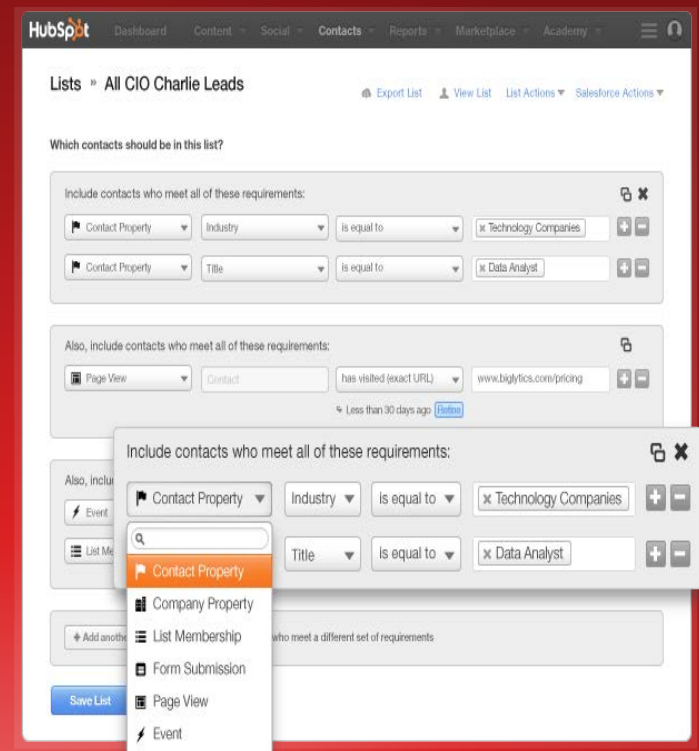 HubSpot Dashboard Content Social Contacts Reports Marketplace Academy
Lists » All CIO Charlie Leads
Export List View List List Actions Salesforce Actions
Which contacts should be in this list?
Include contacts who meet all of these requirements:
Contact Property Industry is equal to x Technology Companies
Contact Property Title is equal to x Data Analyst
Also, include contacts who meet all of these requirements:
Page View Contact has visited (exact URL) www.biglytics.com/pricing
Less than 30 days ago Refine
Include contacts who meet all of these requirements:
Contact Property Industry is equal to x Technology Companies
Title is equal to x Data Analyst
Contact Property
Company Property
List Membership
Form Submission
Page View
Event
Also, inclu
Event
List Me
+ Add anothe who meet a different set of requirements
Save List